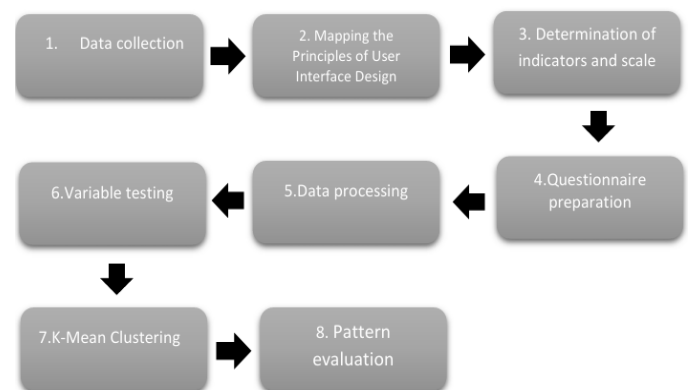 1. Data collection
2. Mapping the
Principles of User
Interface Design
3. Determination of
indicators and scale
4.Questionnaire
preparation
5.Data processing
6.Variable testing
7.K-Mean Clustering
8. Pattern
evaluation